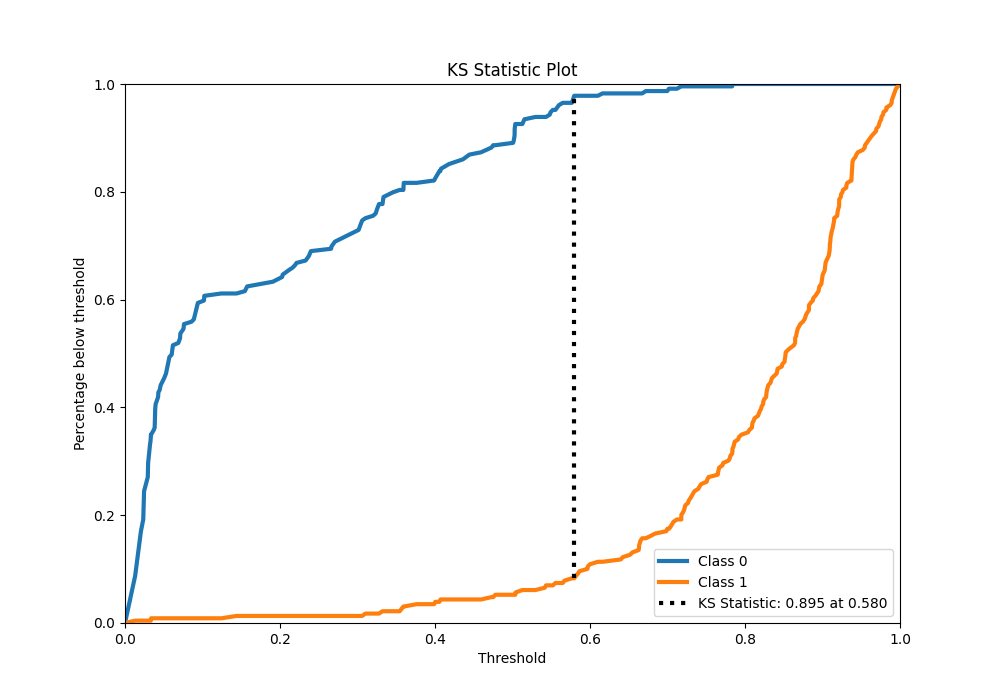 KS Statistic Plot
1.0
0.8
0.6
0.4
0.2
0.0
Percentage below threshold
0.0 0.2 0.4 0.6 0.8 1.0
Threshold
Class 0
Class 1
KS Statistic: 0.895 at 0.580